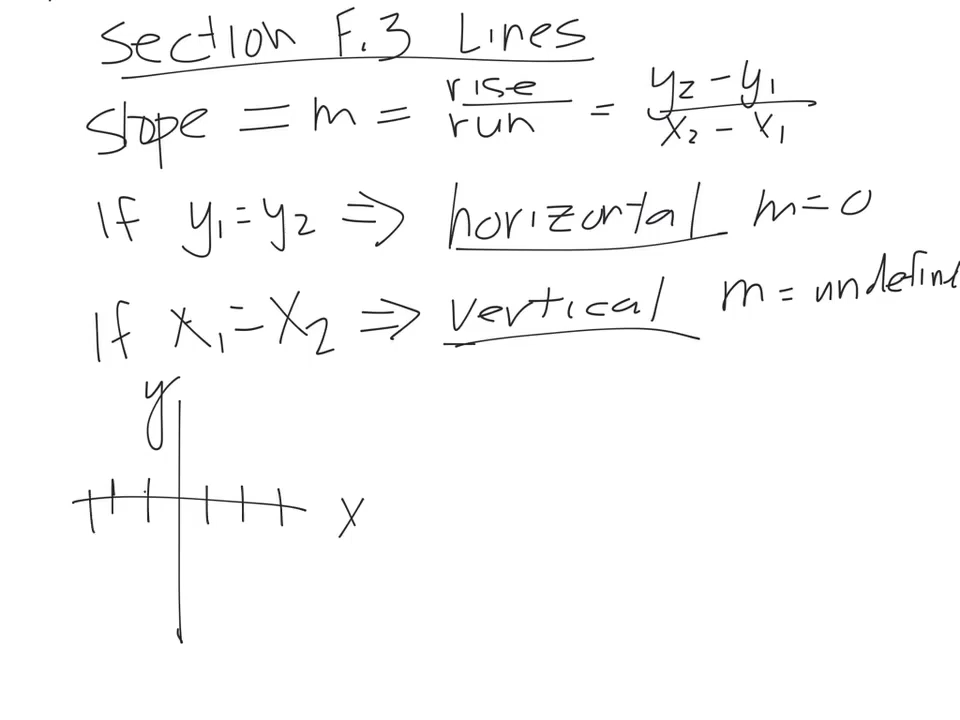 Section F.3 Lines
slope = m = rise/run = y₂ - y₁/x₂ - x₁
If y₁ = y₂ ⇒ horizontal m = 0
If x₁ = x₂ ⇒ vertical m = undefined
y
x